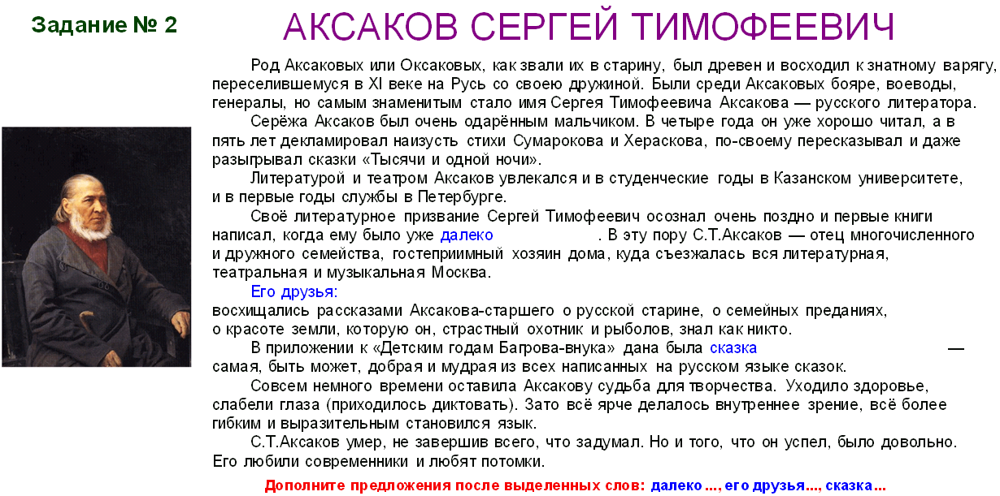 Задание № 2
АКСАКОВ СЕРГЕЙ ТИМОФЕЕВИЧ
Род Аксаковых или Оксаковых, как звали их в старину, был древен и восходил к знатному варягу,
переселившемуся в XI веке на Русь со своею дружиной. Были среди Аксаковых бояре, воеводы,
генералы, но самым знаменитым стало имя Сергея Тимофеевича Аксакова — русского литератора.
Серёжа Аксаков был очень одарённым мальчиком. В четыре года он уже хорошо читал, а в
пять лет декламировал наизусть стихи Сумарокова и Хераскова, по-своему пересказывал и даже
разыгрывал сказки «Тысячи и одной ночи».
Литературой и театром Аксаков увлекался и в студенческие годы в Казанском университете,
и в первые годы службы в Петербурге.
Своё литературное призвание Сергей Тимофеевич осознал очень поздно и первые книги
написал, когда ему было уже далеко . В эту пору С.Т.Аксаков — отец многочисленного
и дружного семейства, гостеприимный хозяин дома, куда съезжалась вся литературная,
театральная и музыкальная Москва.
Его друзья:
восхищались рассказами Аксакова-старшего о русской старине, о семейных преданиях,
о красоте земли, которую он, страстный охотник и рыболов, знал как никто.
В приложении к «Детским годам Багрова-внука» дана была сказка —
самая, быть может, добрая и мудрая из всех написанных на русском языке сказок.
Совсем немного времени оставила Аксакову судьба для творчества. Уходило здоровье,
слабели глаза (приходилось диктовать). Зато всё ярче делалось внутреннее зрение, всё более
гибким и выразительным становился язык.
С.Т.Аксаков умер, не завершив всего, что задумал. Но и того, что он успел, было довольно.
Его любили современники и любят потомки.
Дополните предложения после выделенных слов: далеко ..., его друзья..., сказка...